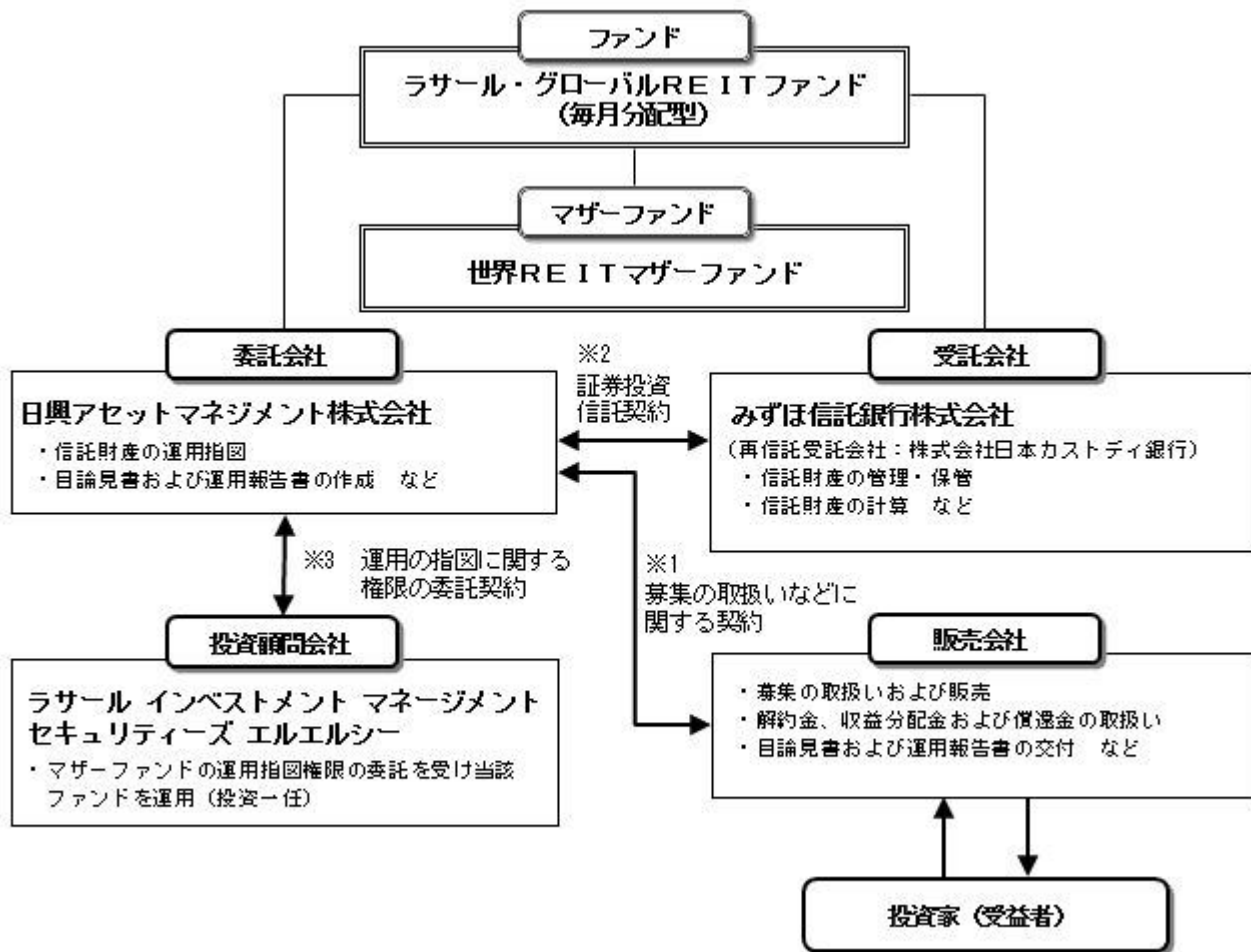 ファンド
ラサール・グローバルREITファンド
(毎月分配型)
マザーファンド
世界REITマザーファンド
委託会社
日興アセットマネジメント株式会社
・信託財産の運用指図
・目論見書および運用報告書の作成 など
※2
証券投資
信託契約
受託会社
みずほ信託銀行株式会社
(再信託受託会社:株式会社日本カストディ銀行)
・信託財産の管理・保管
・信託財産の計算 など
※3 運用の指図に関する
権限の委託契約
※1
募集の取扱いなどに
関する契約
投資顧問会社
ラサール インベストメント マネージメント
セキュリティーズ エルエルシー
・マザーファンドの運用指図権限の委託を受け当該
ファンドを運用(投資一任)
販売会社
・募集の取扱いおよび販売
・解約金、収益分配金および償還金の取扱い
・目論見書および運用報告書の交付 など
投資家(受益者)